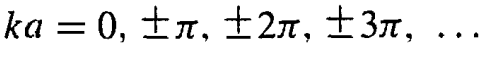 ka = 0, ±π, ±2π, ±3π, ...